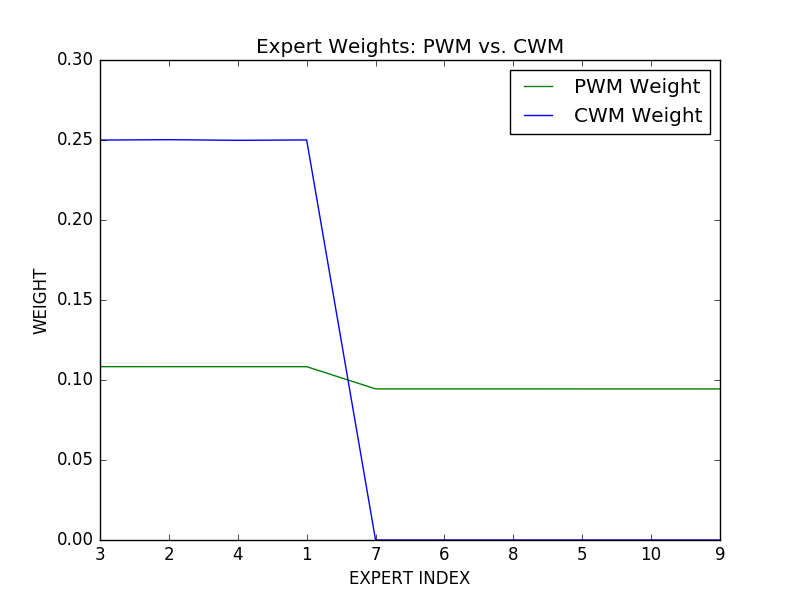 Expert Weights: PWM vs. CWM
PWM Weight
CWM Weight
0.30
0.25
0.20
0.15
0.10
0.05
0.00
WEIGHT
3 2 4 1 7 6 8 5 10 9
EXPERT INDEX